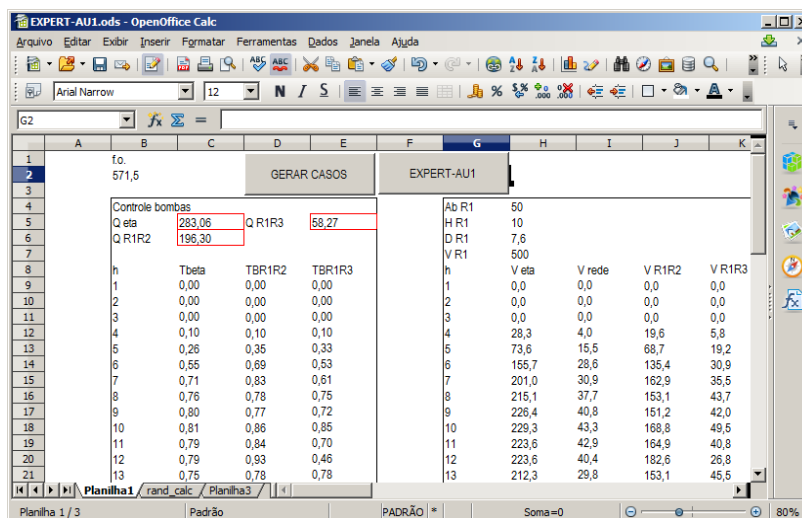 EXPERT-AU1.ods - OpenOffice Calc
Arquivo Editar Exibir Inserir Formatar Ferramentas Dados Janela Ajuda
Arial Narrow 12 N I S
G2
A B C D E F G H I J K
1 f.o.
2 571,5 GERAR CASOS EXPERT-AU1
3
4 Controle bombas Ab R1 50
5 Q eta 283,06 Q R1R3 58,27 H R1 10
6 Q R1R2 196,30 D R1 7,6
7 V R1 500
8 h Tbeta TBR1R2 TBR1R3 h V eta V rede V R1R2 V R1R3
9 1 0,00 0,00 0,00 1 0,0 0,0 0,0 0,0
10 2 0,00 0,00 0,00 2 0,0 0,0 0,0 0,0
11 3 0,00 0,00 0,00 3 0,0 0,0 0,0 0,0
12 4 0,10 0,10 0,10 4 28,3 4,0 19,6 5,8
13 5 0,26 0,35 0,33 5 73,6 15,5 68,7 19,2
14 6 0,55 0,69 0,53 6 155,7 28,6 135,4 30,9
15 7 0,71 0,83 0,61 7 201,0 30,9 162,9 35,5
16 8 0,76 0,78 0,75 8 215,1 37,7 153,1 43,7
17 9 0,80 0,77 0,72 9 226,4 40,8 151,2 42,0
18 10 0,81 0,86 0,85 10 229,3 43,3 168,8 49,5
19 11 0,79 0,84 0,70 11 223,6 42,9 164,9 40,8
20 12 0,79 0,93 0,46 12 223,6 40,4 182,6 26,8
21 13 0,75 0,78 0,78 13 212,3 29,8 153,1 45,5
Planilha1 rand_calc Planilha3
Planilha 1 / 3 Padrão PADRÃO * Soma=0 80%